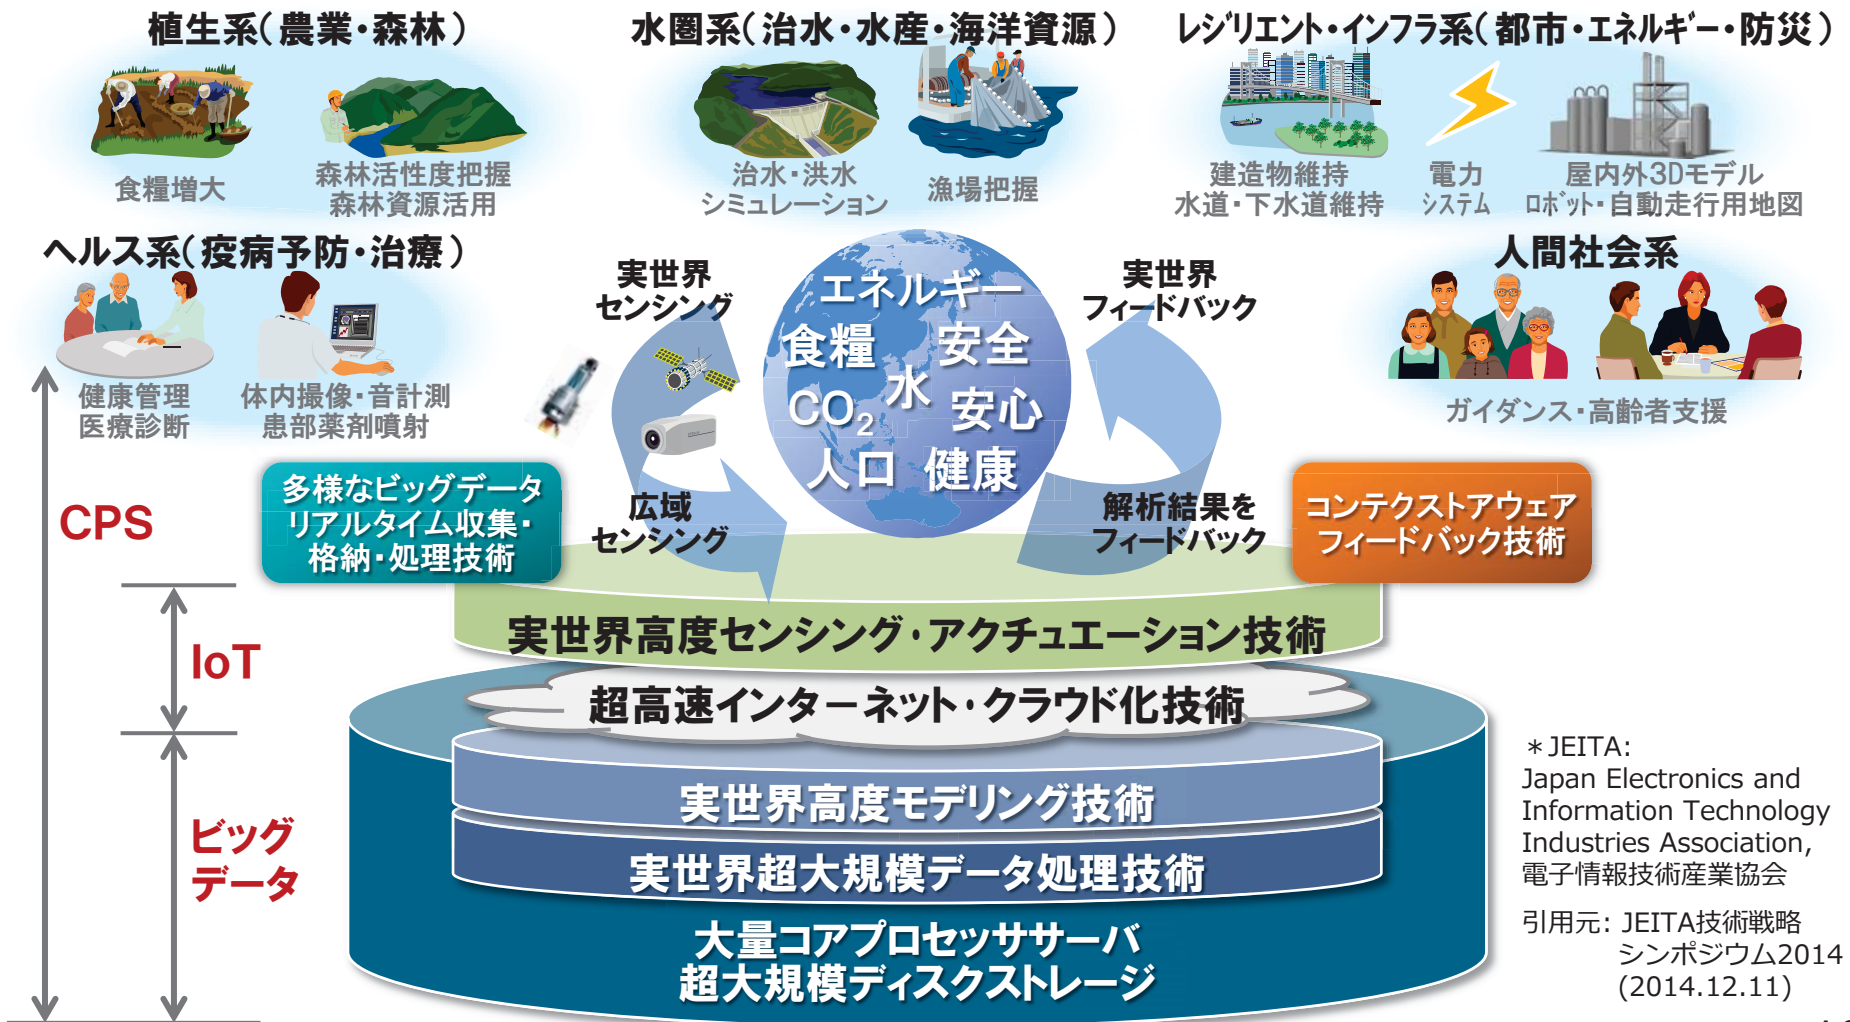 植生系(農業・森林)
水圏系(治水・水産・海洋資源)
レジリエント・インフラ系(都市・エネルギー・防災)
食糧増大
森林活性度把握
森林資源活用
治水・洪水
シミュレーション
漁場把握
建造物維持
水道・下水道維持
電力
システム
屋内外3Dモデル
ロボット・自動走行用地図
ヘルス系(疫病予防・治療)
健康管理
医療診断
体内撮像・音計測
患部薬剤噴射
人間社会系
ガイダンス・高齢者支援
実世界
センシング
エネルギー
食糧 安全
水
CO₂ 安心
人口 健康
実世界
フィードバック
広域
センシング
解析結果を
フィードバック
多様なビッグデータ
リアルタイム収集・
格納・処理技術
コンテクストアウェア
フィードバック技術
CPS
IoT
ビッグ
データ
実世界高度センシング・アクチュエーション技術
超高速インターネット・クラウド化技術
実世界高度モデリング技術
実世界超大規模データ処理技術
大量コアプロセッササーバ
超大規模ディスクストレージ
＊JEITA:
Japan Electronics and
Information Technology
Industries Association,
電子情報技術産業協会
引用元: JEITA技術戦略
シンポジウム2014
(2014.12.11)